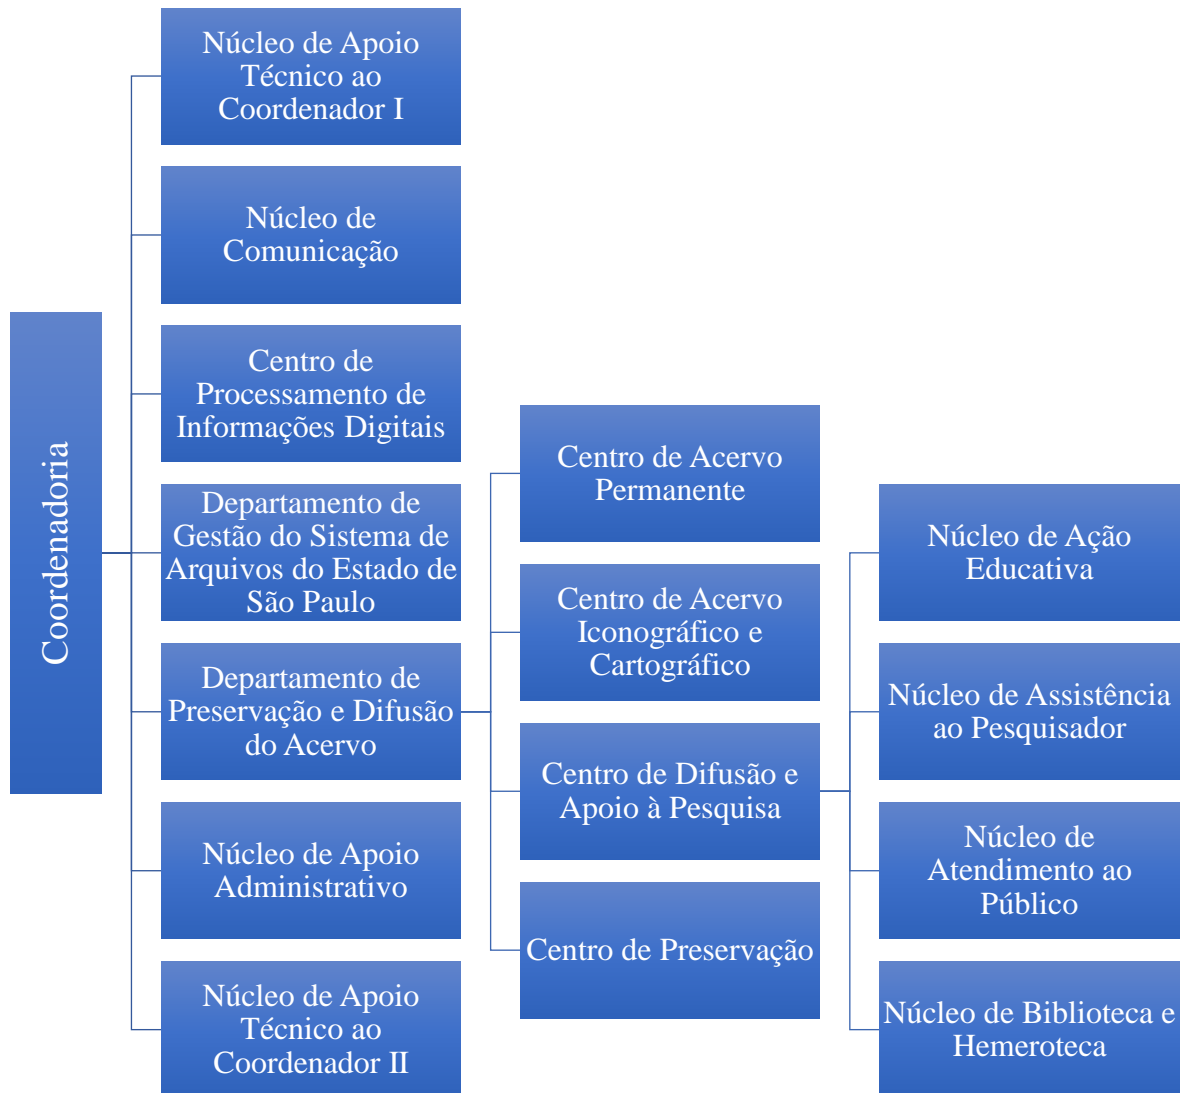 Coordenadoria
Núcleo de Apoio
Técnico ao
Coordenador I
Núcleo de
Comunicação
Centro de
Processamento de
Informações Digitais
Departamento de
Gestão do Sistema de
Arquivos do Estado de
São Paulo
Departamento de
Preservação e Difusão
do Acervo
Núcleo de Apoio
Administrativo
Núcleo de Apoio
Técnico ao
Coordenador II
Centro de Acervo
Permanente
Centro de Acervo
Iconográfico e
Cartográfico
Centro de Difusão e
Apoio à Pesquisa
Centro de Preservação
Núcleo de Ação
Educativa
Núcleo de Assistência
ao Pesquisador
Núcleo de
Atendimento ao
Público
Núcleo de Biblioteca e
Hemeroteca